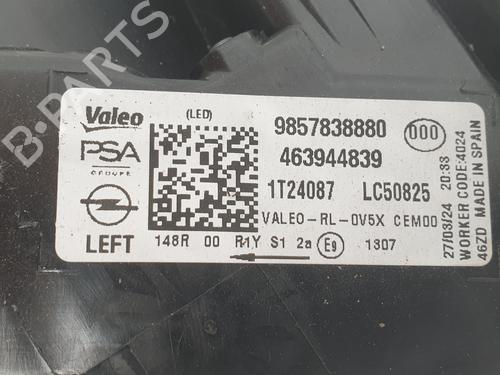 B-PARTS
Valeo
(LED)
PSA
GROUPE
LEFT
9857838880
000
463944839
1T24087 LC50825
VALEO-RL-0V5X CEM00
148R 00 R1Y S1 2a E9 1307
27/03/24 20:33
WORKER CODE:4024
46ZD MADE IN SPAIN